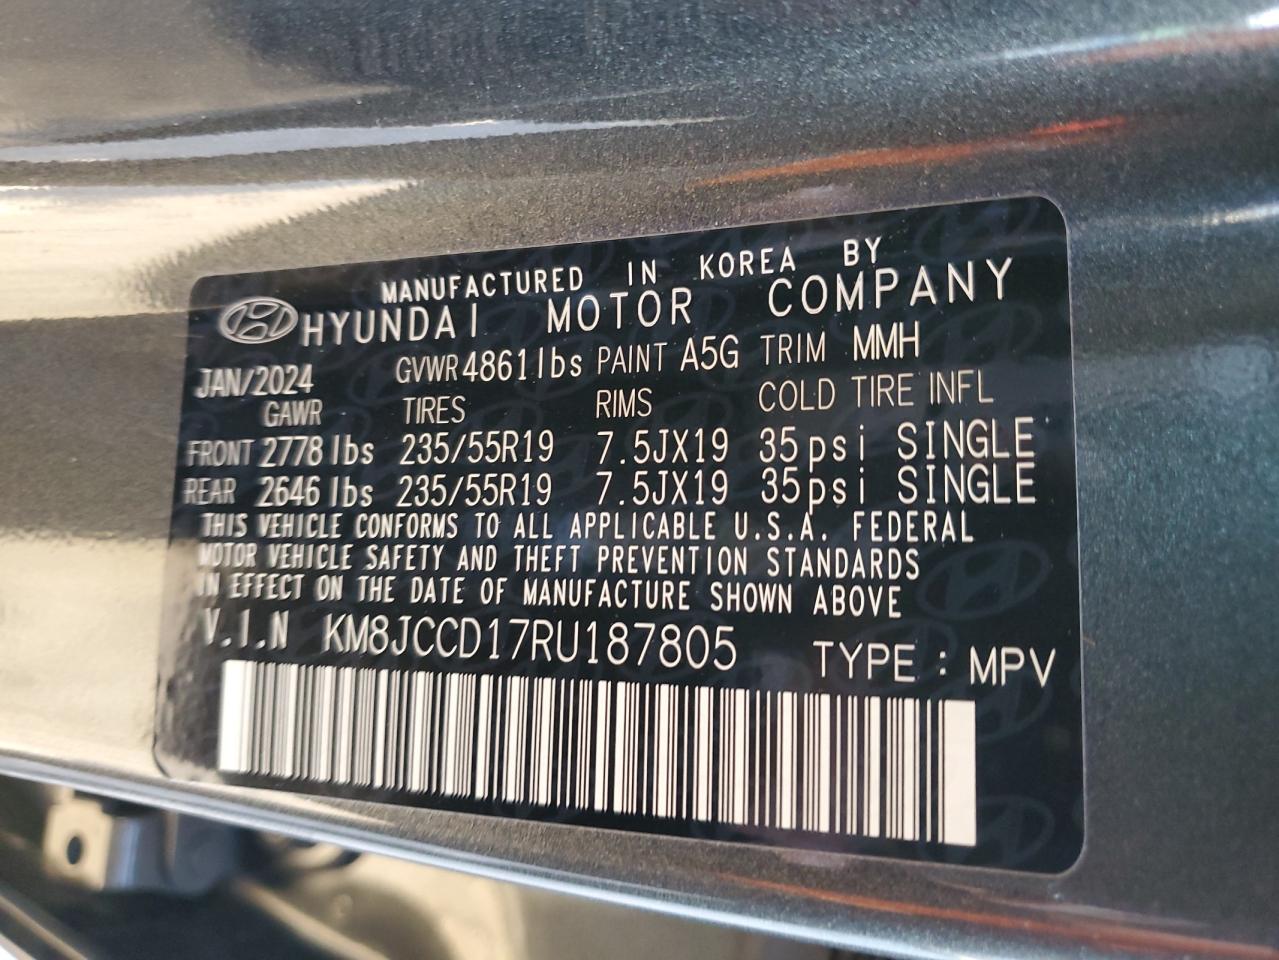 MANUFACTURED IN KOREA BY
HYUNDAI MOTOR COMPANY
JAN/2024 GVWR 4861 lbs PAINT A5G TRIM MMH
GAWR TIRES RIMS COLD TIRE INFL
FRONT 2778 lbs 235/55R19 7.5JX19 35psi SINGLE
REAR 2646 lbs 235/55R19 7.5JX19 35psi SINGLE
THIS VEHICLE CONFORMS TO ALL APPLICABLE U.S.A. FEDERAL
MOTOR VEHICLE SAFETY AND THEFT PREVENTION STANDARDS
IN EFFECT ON THE DATE OF MANUFACTURE SHOWN ABOVE
V.I.N KM8JCCD17RU187805 TYPE : MPV